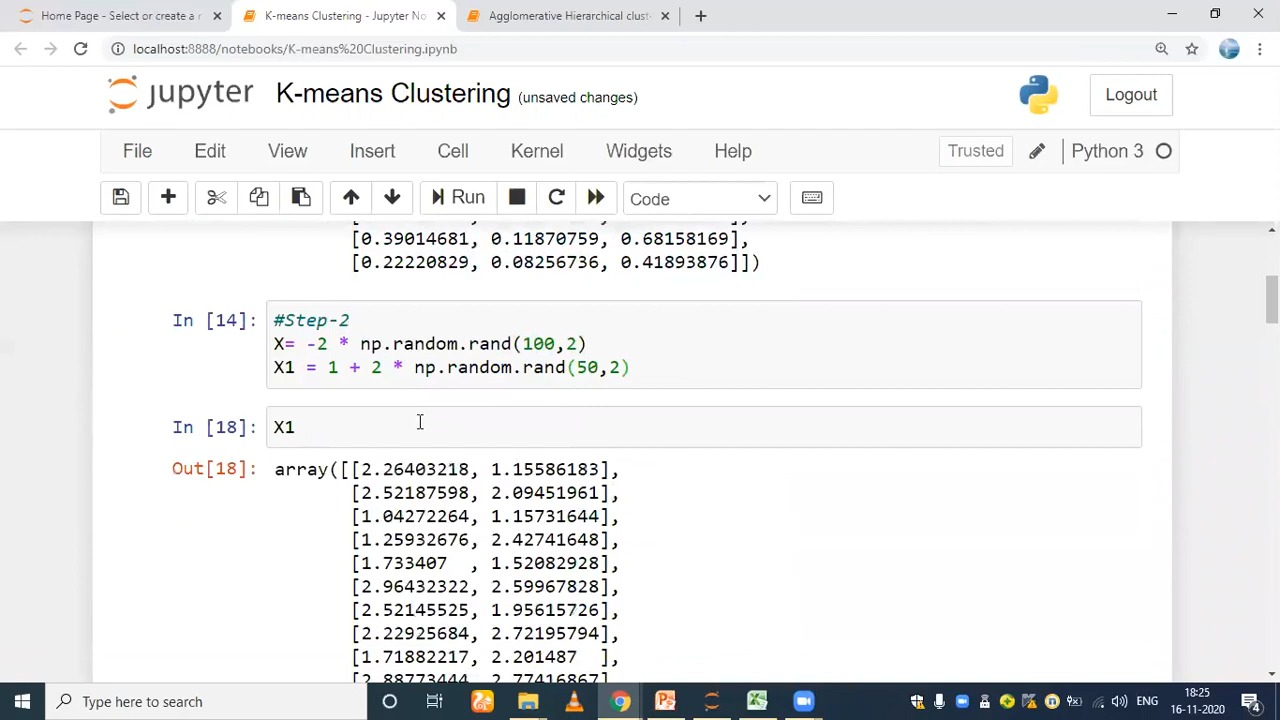 Home Page - Select or create a r
K-means Clustering - Jupyter No
Agglomerative Hierarchical clust
localhost:8888/notebooks/K-means%20Clustering.ipynb
jupyter K-means Clustering (unsaved changes)
Logout
File Edit View Insert Cell Kernel Widgets Help Trusted Python 3
Run Code
[0.39014681, 0.11870759, 0.68158169],
[0.22220829, 0.08256736, 0.41893876]])
In [14]: #Step-2
X= -2 * np.random.rand(100,2)
X1 = 1 + 2 * np.random.rand(50,2)
In [18]: X1
Out[18]: array([[2.26403218, 1.15586183],
[2.52187598, 2.09451961],
[1.04272264, 1.15731644],
[1.25932676, 2.42741648],
[1.733407  , 1.52082928],
[2.96432322, 2.59967828],
[2.52145525, 1.95615726],
[2.22925684, 2.72195794],
[1.71882217, 2.201487  ],
[2.88773444, 2.77416867],
Type here to search
ENG
18:25
16-11-2020
4